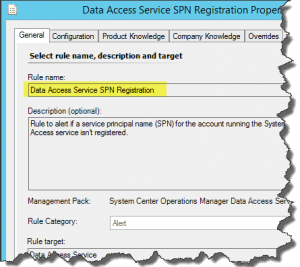 Data Access Service SPN Registration Proper
General Configuration Product Knowledge Company Knowledge Overrides
Select rule name, description and target
Rule name:
Data Access Service SPN Registration
Description (optional):
Rule to alert if a service principal name (SPN) for the account running the System
Access service isn't registered.
Management Pack: System Center Operations Manager Data Access Serv
Rule Category: Alert
Rule target:
Data Access Service